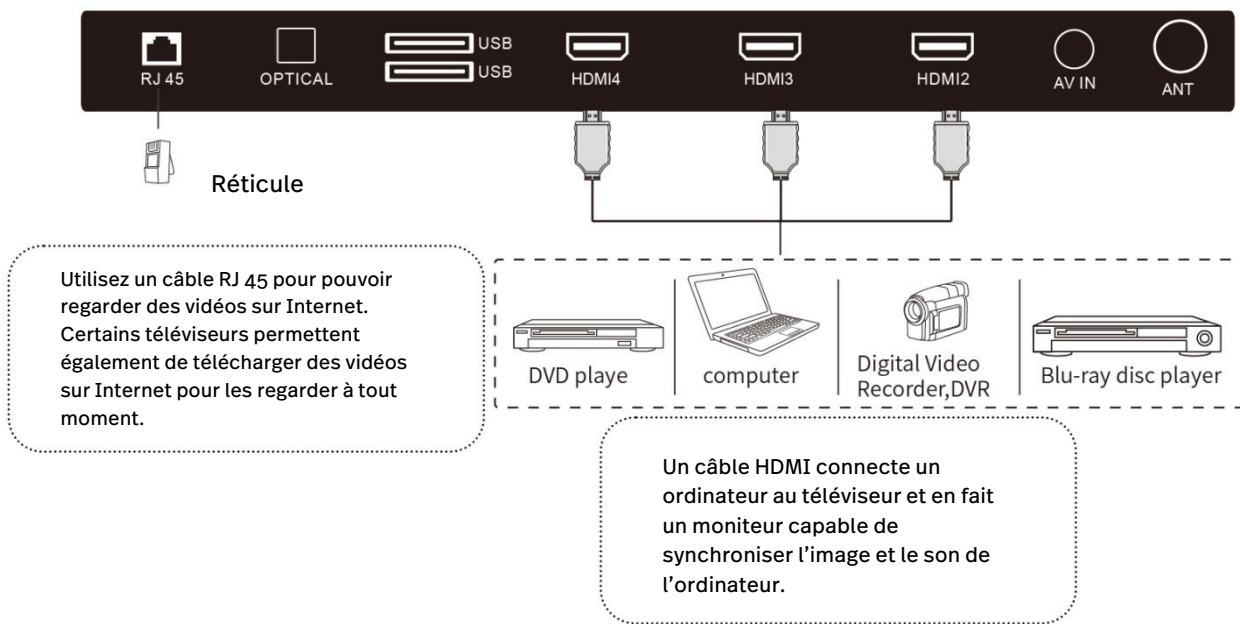 USB
USB
RJ 45
OPTICAL
HDMI4
HDMI3
HDMI2
AV IN
ANT
Réticule
Utilisez un câble RJ 45 pour pouvoir
regarder des vidéos sur Internet.
Certains téléviseurs permettent
également de télécharger des vidéos
sur Internet pour les regarder à tout
moment.
DVD playe
computer
Digital Video
Recorder,DVR
Blu-ray disc player
Un câble HDMI connecte un
ordinateur au téléviseur et en fait
un moniteur capable de
synchroniser l’image et le son de
l’ordinateur.